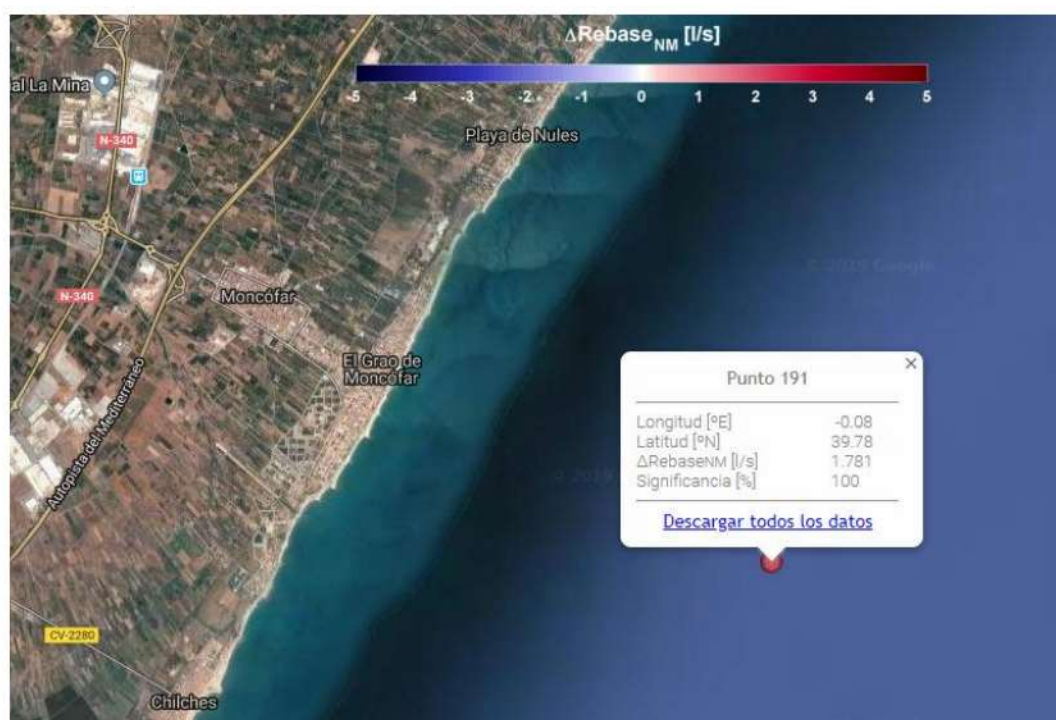 ΔRebaseNM [l/s]
-5 -4 -3 -2 -1 0 1 2 3 4 5
al La Mina
N-340
Playa de Nules
Moncófar
N-340
El Grao de
Moncófar
Autopista del Mediterráneo
CV-2280
Chilches
Punto 191
Longitud [ºE] -0.08
Latitud [ºN] 39.78
ΔRebaseNM [l/s] 1.781
Significancia [%] 100
Descargar todos los datos